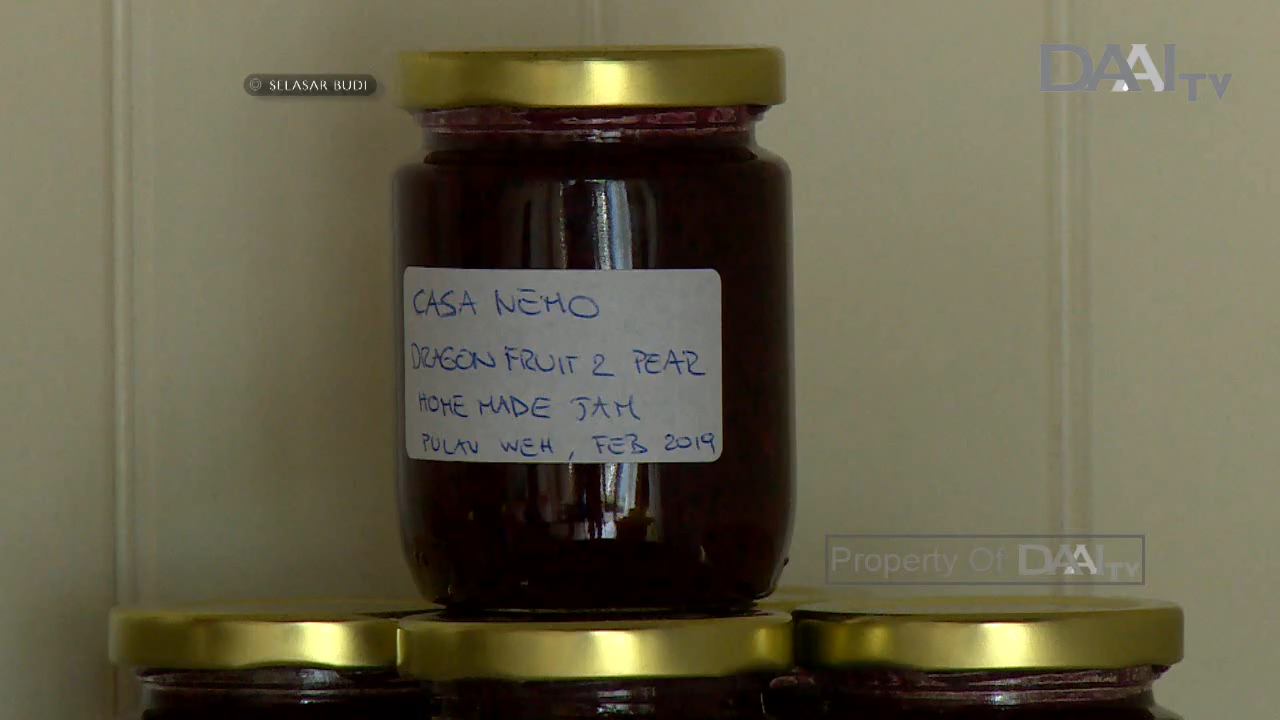 © SELASAR BUDI
DAAI TV
CASA NEMO
DRAGON FRUIT 2 PEAR
HOME MADE JAM
PULAU WEH, FEB 2019
Property Of DAAI TV